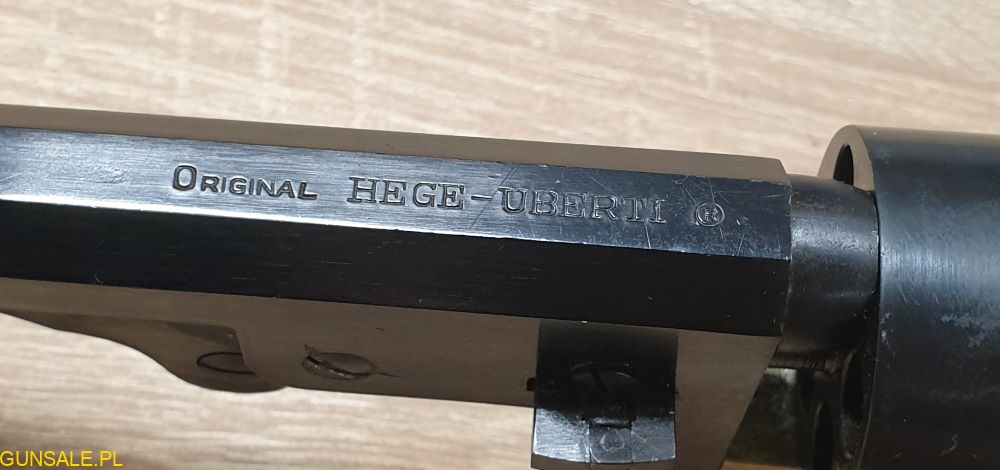 ORIGINAL HEGE-UBERTI ®
GUNSALE.PL